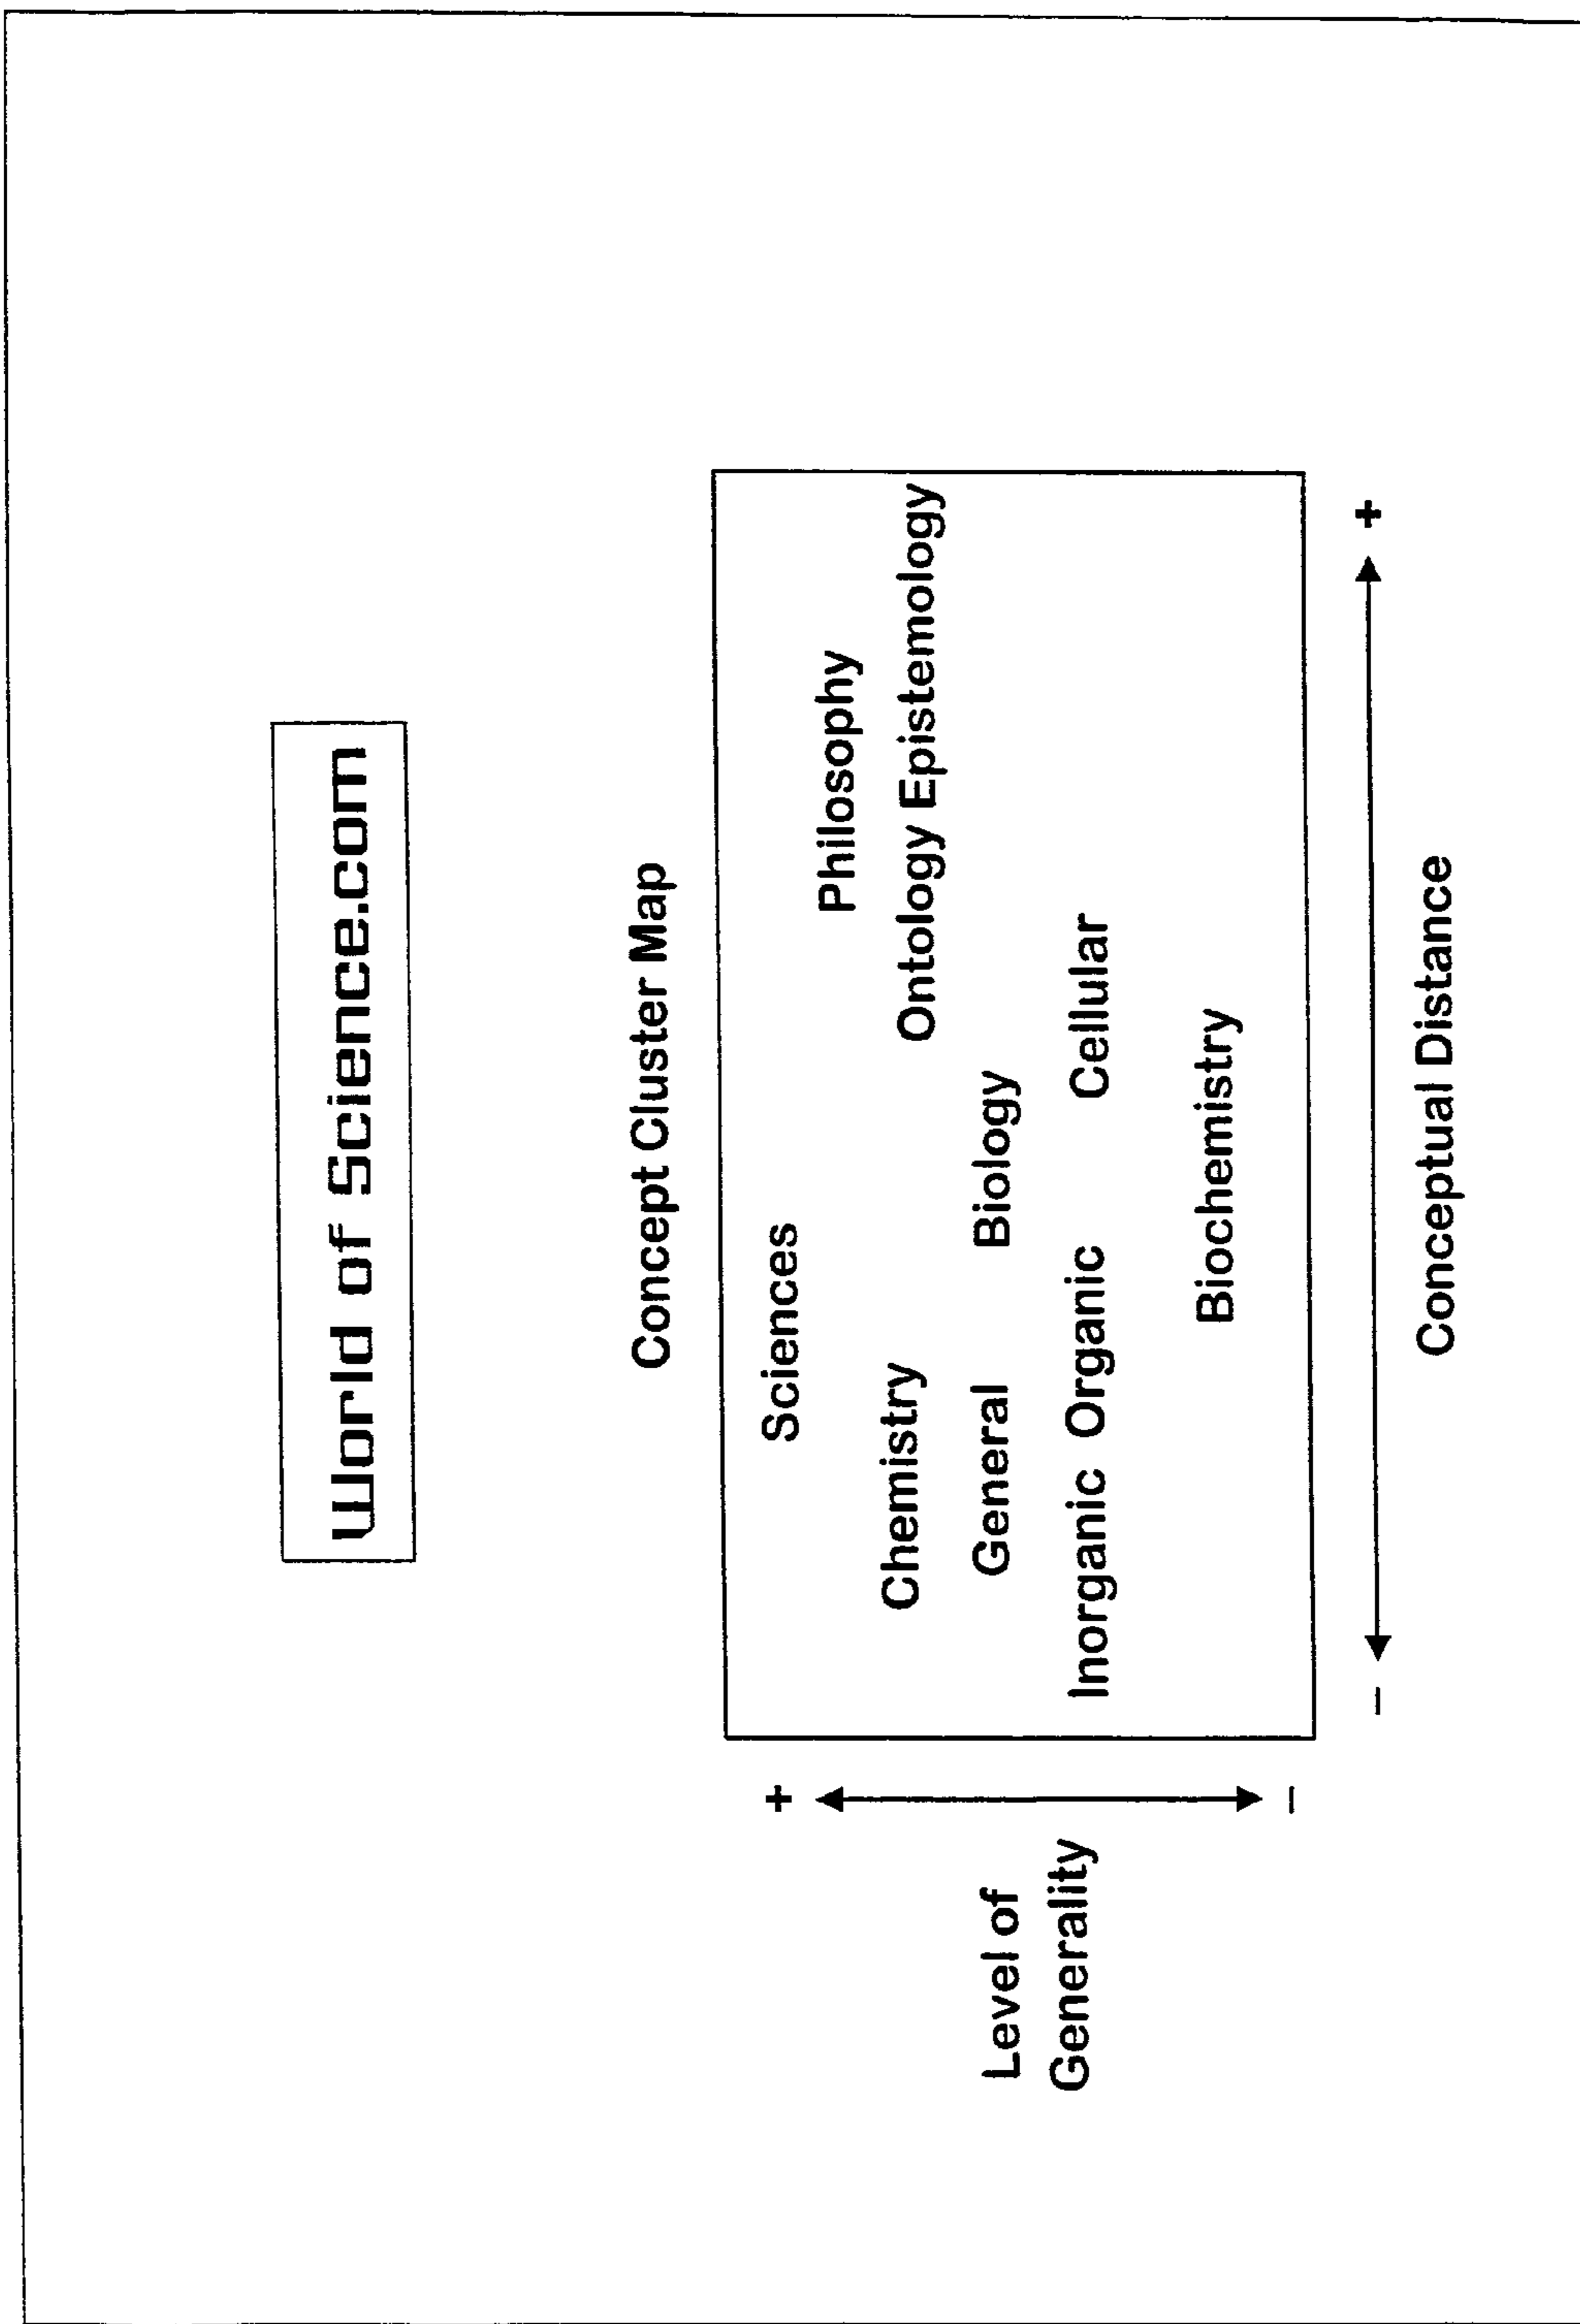 World of Science.com
Concept Cluster Map
Sciences
Philosophy
Chemistry
Ontology Epistemology
General Biology
Inorganic Organic Cellular
Biochemistry
+
Level of
Generality
–
– +
Conceptual Distance